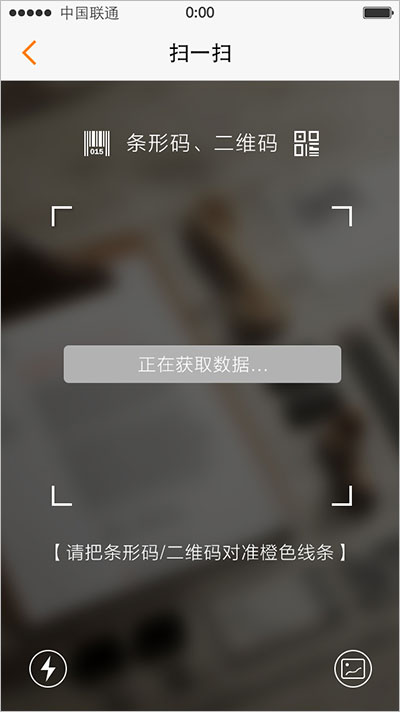 中国联通 0:00
扫一扫
015 条形码、二维码
正在获取数据...
【 请把条形码/二维码对准橙色线条 】